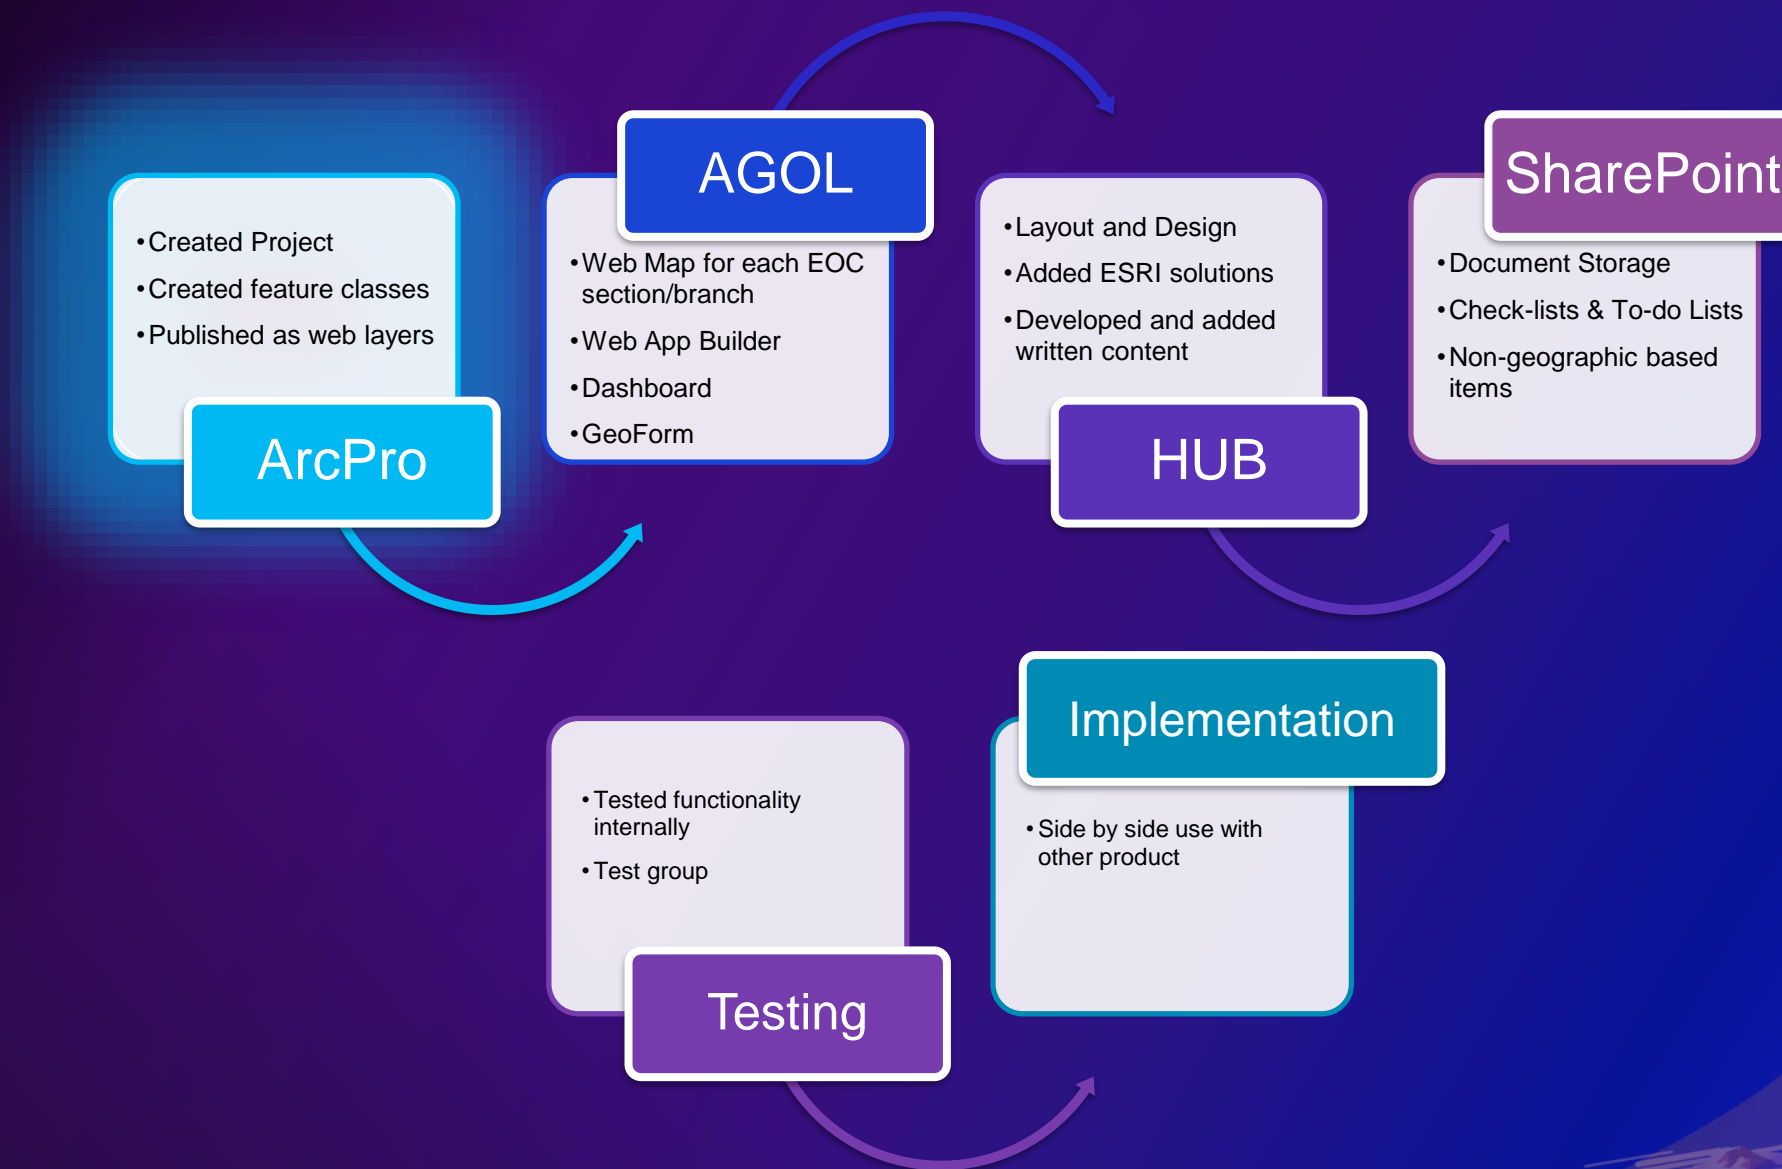 •Created Project
•Created feature classes
•Published as web layers
ArcPro
AGOL
•Web Map for each EOC
section/branch
•Web App Builder
•Dashboard
•GeoForm
•Layout and Design
•Added ESRI solutions
•Developed and added
written content
HUB
SharePoint
•Document Storage
•Check-lists & To-do Lists
•Non-geographic based
items
•Tested functionality
internally
•Test group
Testing
Implementation
•Side by side use with
other product